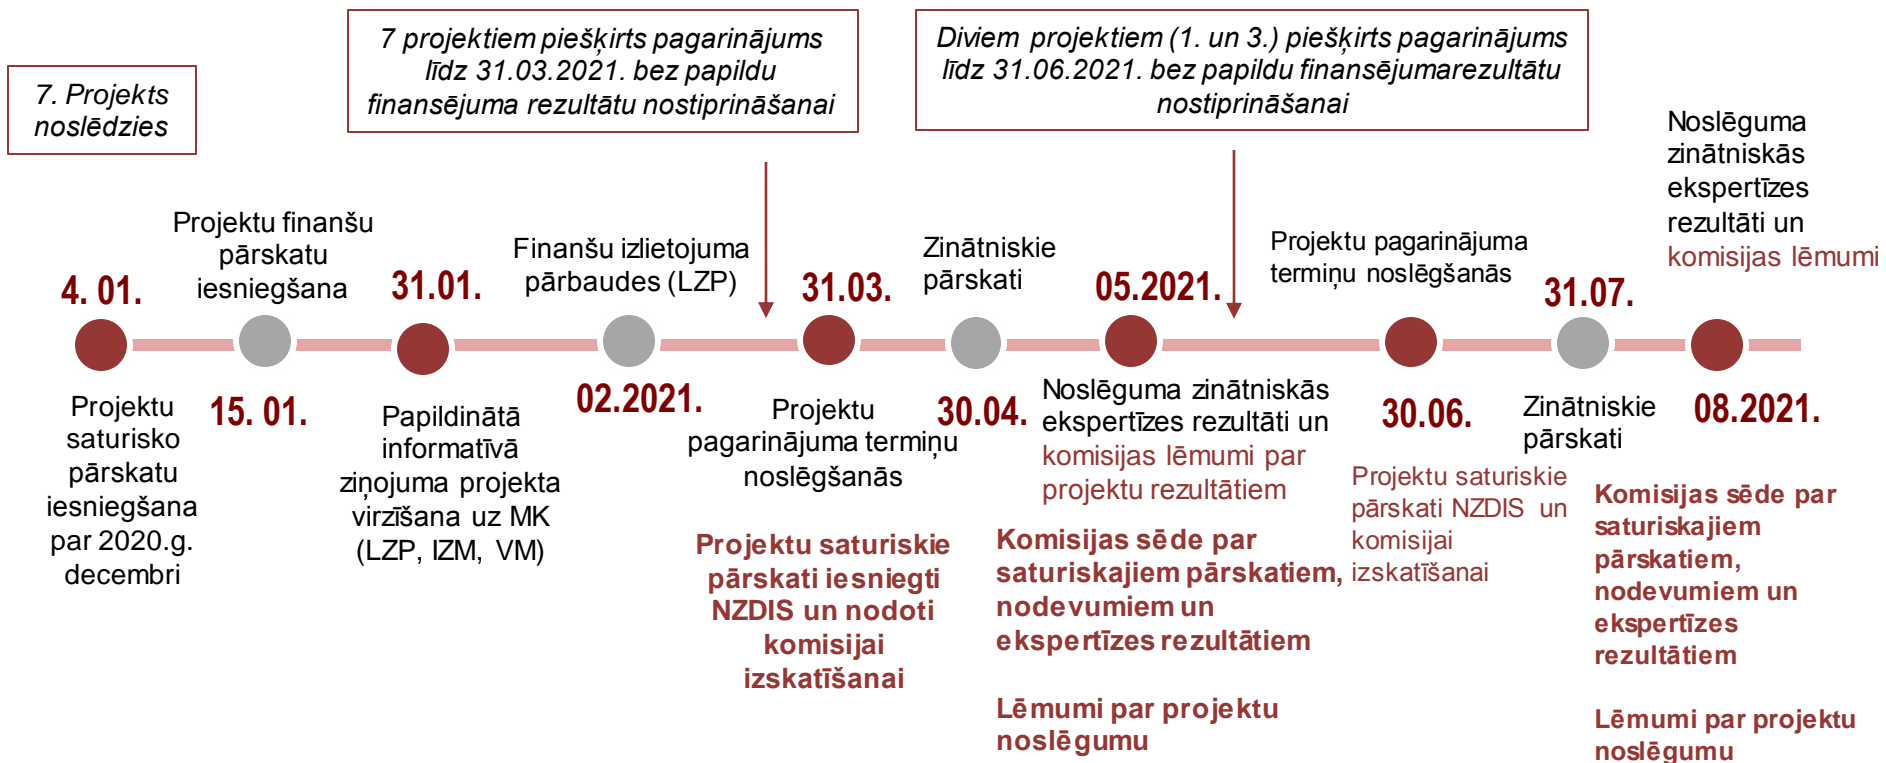 7. Projekts
noslēdzies
7 projektiem piešķirts pagarinājums
līdz 31.03.2021. bez papildu
finansējuma rezultātu nostiprināšanai
Diviem projektiem (1. un 3.) piešķirts pagarinājums
līdz 31.06.2021. bez papildu finansējumarezultātu
nostiprināšanai
4. 01.
Projektu saturisko
pārskatu
iesniegšana
par 2020.g.
decembri
Projektu finanšu
pārskatu
iesniegšana
15. 01.
31.01.
Papildinātā
informatīvā
ziņojuma projekta
virzīšana uz MK
(LZP, IZM, VM)
Finanšu izlietojuma
pārbaudes (LZP)
02.2021.
31.03.
Projektu
pagarinājuma termiņu
noslēgšanās
Projektu saturiskie
pārskati iesniegti
NZDIS un nodoti
komisijai
izskatīšanai
Zinātniskie
pārskati
30.04.
05.2021.
Noslēguma zinātniskās
ekspertīzes rezultāti un
komisijas lēmumi par
projektu rezultātiem
Komisijas sēde par
saturiskajiem pārskatiem,
nodevumiem un
ekspertīzes rezultātiem
Lēmumi par projektu
noslēgumu
Projektu pagarinājuma
termiņu noslēgšanās
30.06.
Projektu saturiskie
pārskati NZDIS un
komisijai
izskatīšanai
31.07.
Zinātniskie
pārskati
Noslēguma
zinātniskās
ekspertīzes
rezultāti un
komisijas lēmumi
08.2021.
Komisijas sēde par
saturiskajiem
pārskatiem,
nodevumiem un
ekspertīzes
rezultātiem
Lēmumi par projektu
noslēgumu